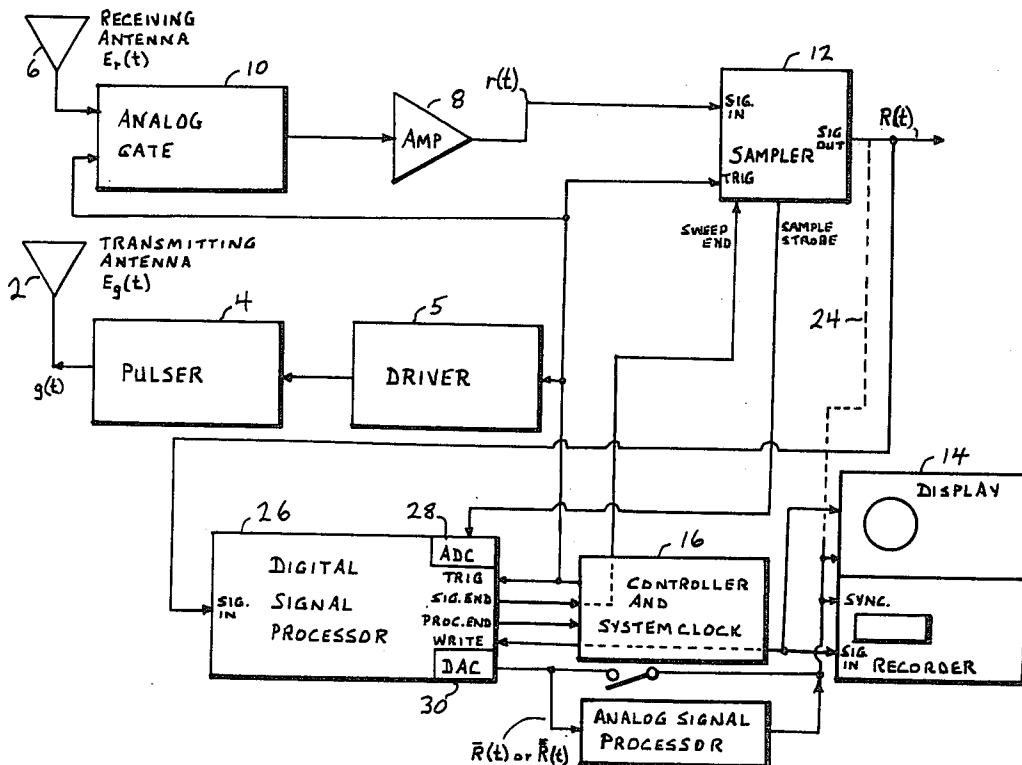 RECEIVING
ANTENNA
Er(t)
6
10
ANALOG
GATE
8
AMP
r(t)
12
SIG.
IN
SIG
OUT
SAMPLER
TRIG
R(t)
SWEEP
END
SAMPLE
STROBE
TRANSMITTING
ANTENNA
Eg(t)
2
4
PULSER
g(t)
5
DRIVER
24
14
DISPLAY
26
28
ADC
DIGITAL
SIGNAL
PROCESSOR
SIG.
IN
TRIG
SIG.END
PROC.END
WRITE
DAC
30
16
CONTROLLER
AND
SYSTEM CLOCK
SYNC.
SIG
IN
RECORDER
ANALOG SIGNAL
PROCESSOR
R̄(t) or R̿(t)